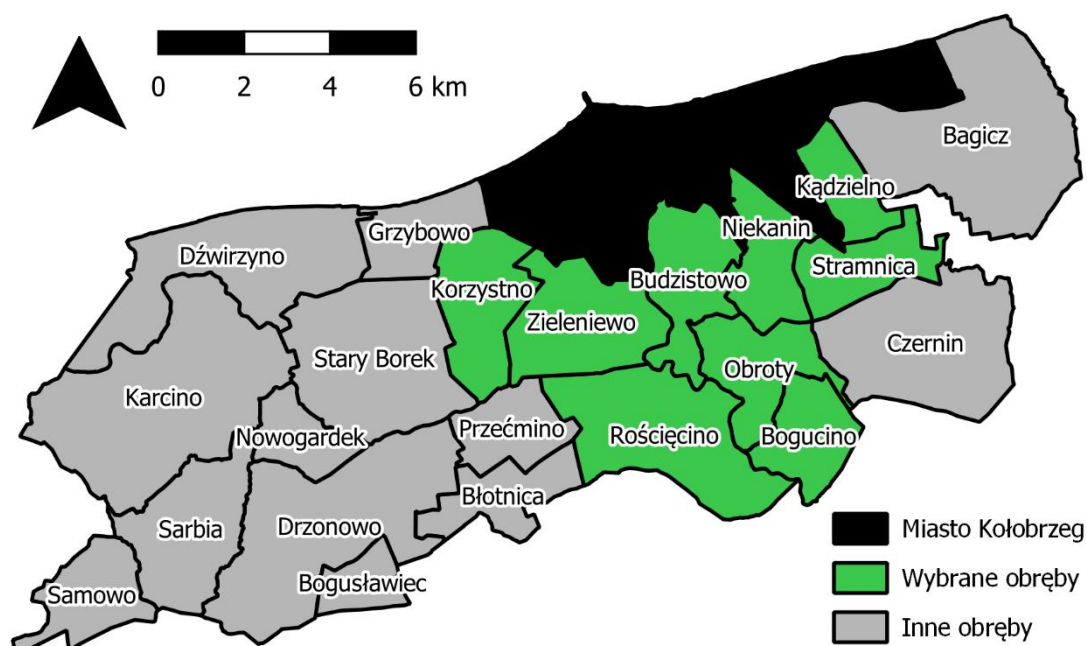 0 2 4 6 km
Bagicz
Kądzielno
Grzybowo
Niekanin
Dźwirzyno
Stramnica
Korzystno
Budzistowo
Zieleniewo
Czernin
Stary Borek
Obroty
Karcino
Przećmino
Nowogardek
Rościęcino
Bogucino
Błotnica
Sarbia
Drzonowo
Bogusławiec
Samowo
Miasto Kołobrzeg
Wybrane obręby
Inne obręby